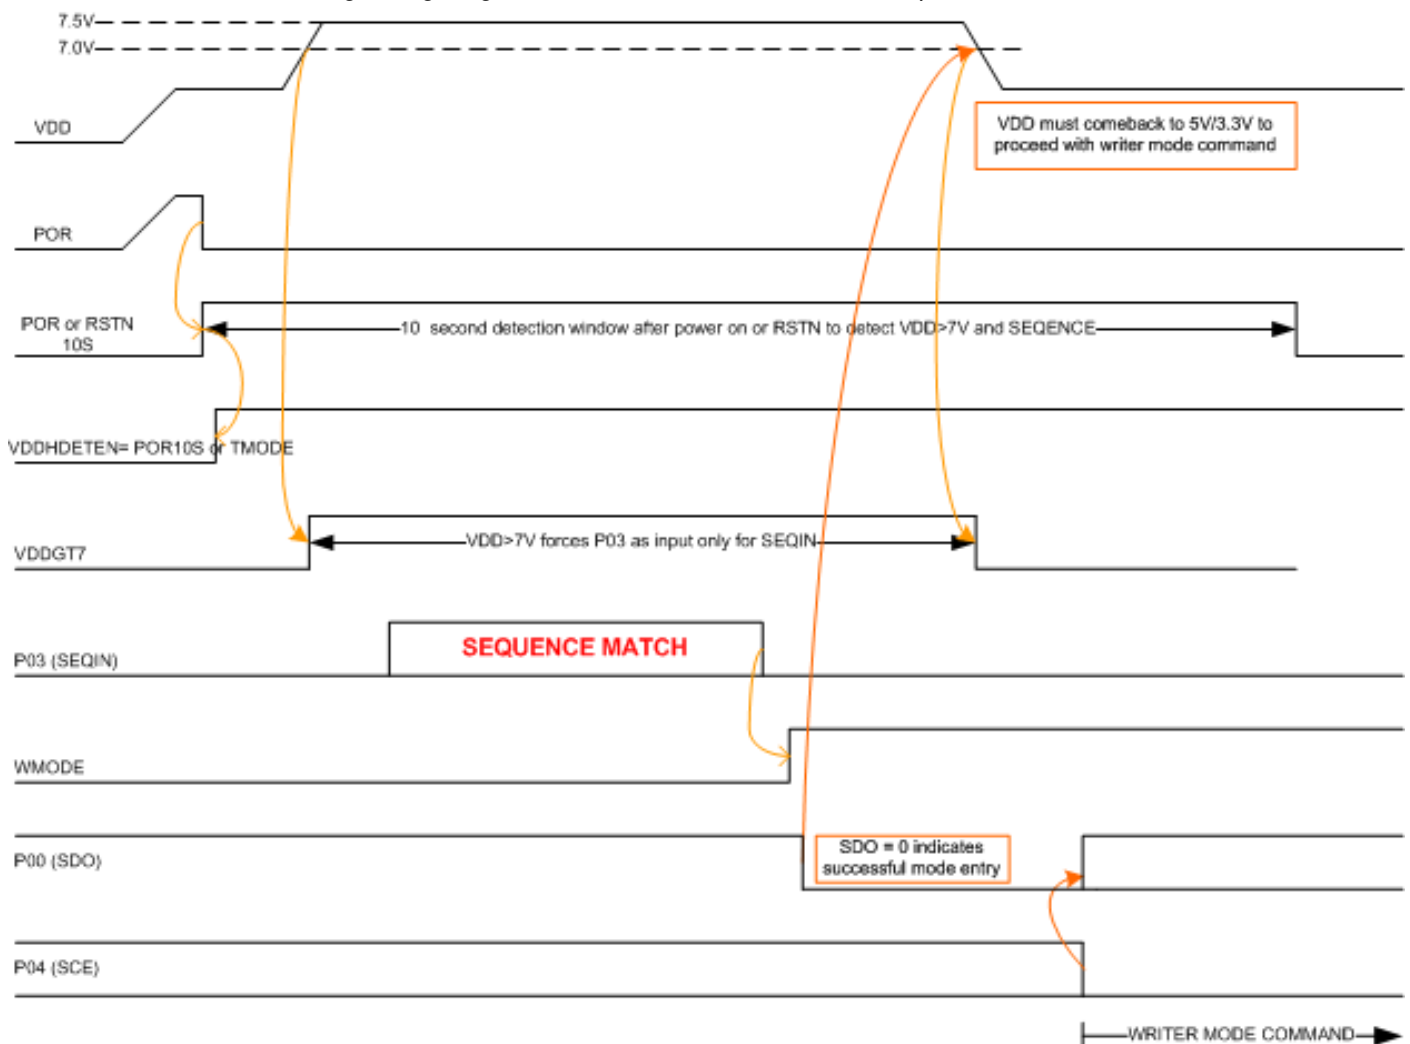 7.5V
7.0V
VDD
VDD must comeback to 5V/3.3V to
proceed with writer mode command
POR
POR or RSTN
10S
10 second detection window after power on or RSTN to detect VDD>7V and SEQENCE
VDDHDETEN= POR10S or TMODE
VDDGT7
VDD>7V forces P03 as input only for SEQIN
P03 (SEQIN)
SEQUENCE MATCH
WMODE
P00 (SDO)
SDO = 0 indicates
successful mode entry
P04 (SCE)
WRITER MODE COMMAND